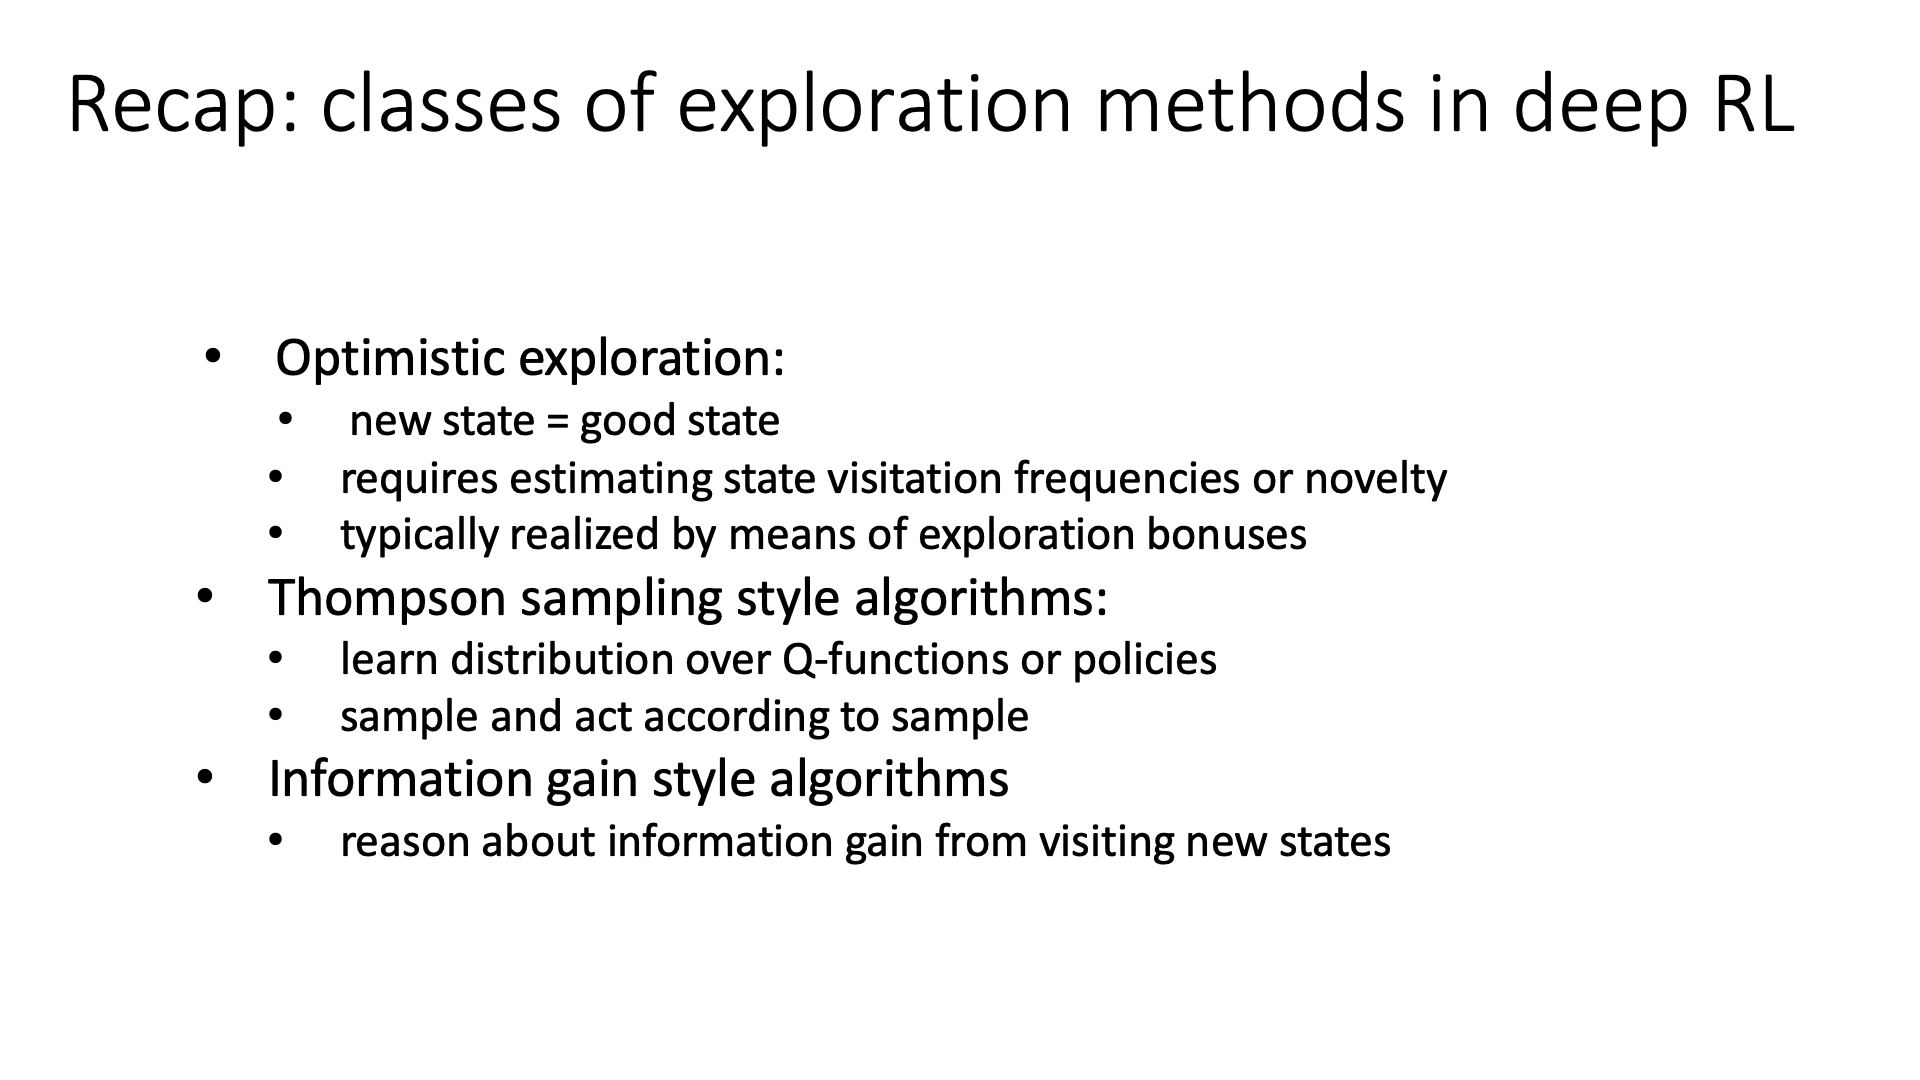 Recap: classes of exploration methods in deep RL
• Optimistic exploration:
• new state = good state
• requires estimating state visitation frequencies or novelty
• typically realized by means of exploration bonuses
• Thompson sampling style algorithms:
• learn distribution over Q-functions or policies
• sample and act according to sample
• Information gain style algorithms
• reason about information gain from visiting new states